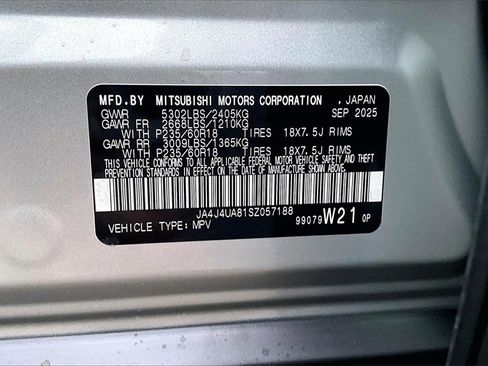 MFD.BY MITSUBISHI MOTORS CORPORATION , JAPAN
GVWR 5302LBS/2405KG SEP 2025
GAWR FR 2668LBS/1210KG
WITH P235/60R18 TIRES 18X7.5J RIMS
GAWR RR 3009LBS/1365KG
WITH P235/60R18 TIRES 18X7.5J RIMS
THIS VEHICLE CONFORMS TO ALL APPLICABLE FEDERAL MOTOR VEHICLE SAFETY, BUMPER AND THEFT
PREVENTION STANDARDS IN EFFECT ON THE DATE OF MANUFACTURE SHOWN ABOVE.
JA4J4UA81SZ057188
VEHICLE TYPE: MPV 99079 W21 0P